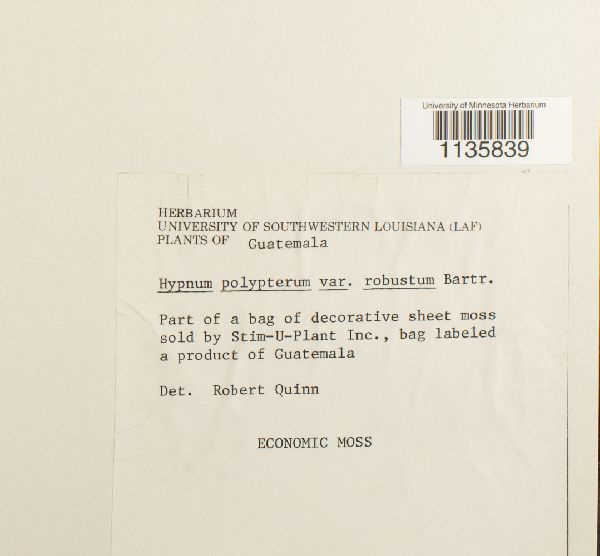 University of Minnesota Herbarium
1135839
HERBARIUM
UNIVERSITY OF SOUTHWESTERN LOUISIANA (LAF)
PLANTS OF Guatemala
Hypnum polypterum var. robustum Bartr.
Part of a bag of decorative sheet moss
sold by Stim-U-Plant Inc., bag labeled
a product of Guatemala
Det. Robert Quinn
ECONOMIC MOSS